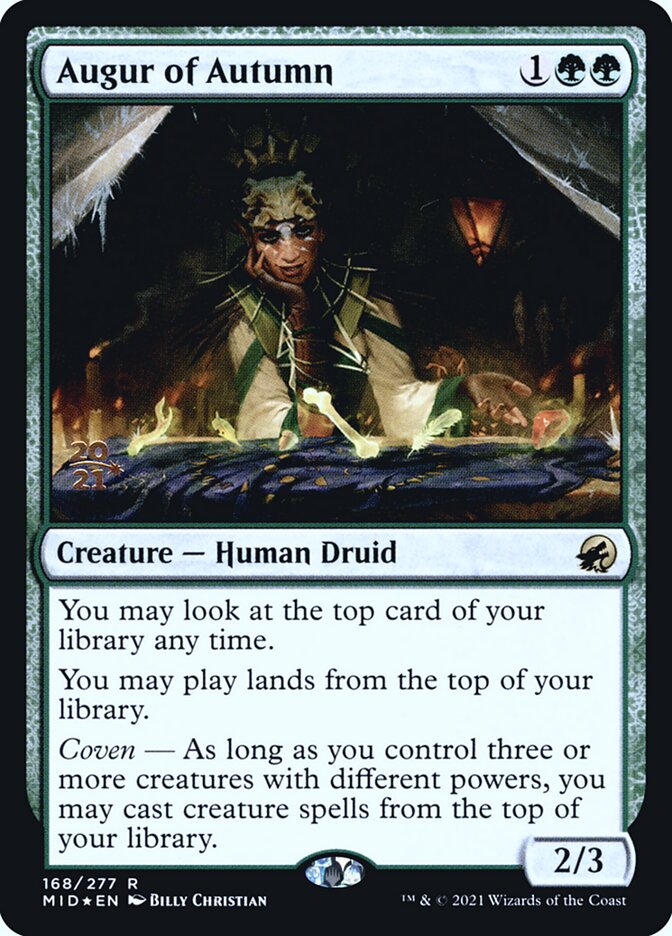 Augur of Autumn
1
20
21
Creature — Human Druid
You may look at the top card of your
library any time.
You may play lands from the top of your
library.
Coven — As long as you control three or
more creatures with different powers, you
may cast creature spells from the top of
your library.
2/3
168/277 R
MID★EN Billy Christian
™ & © 2021 Wizards of the Coast